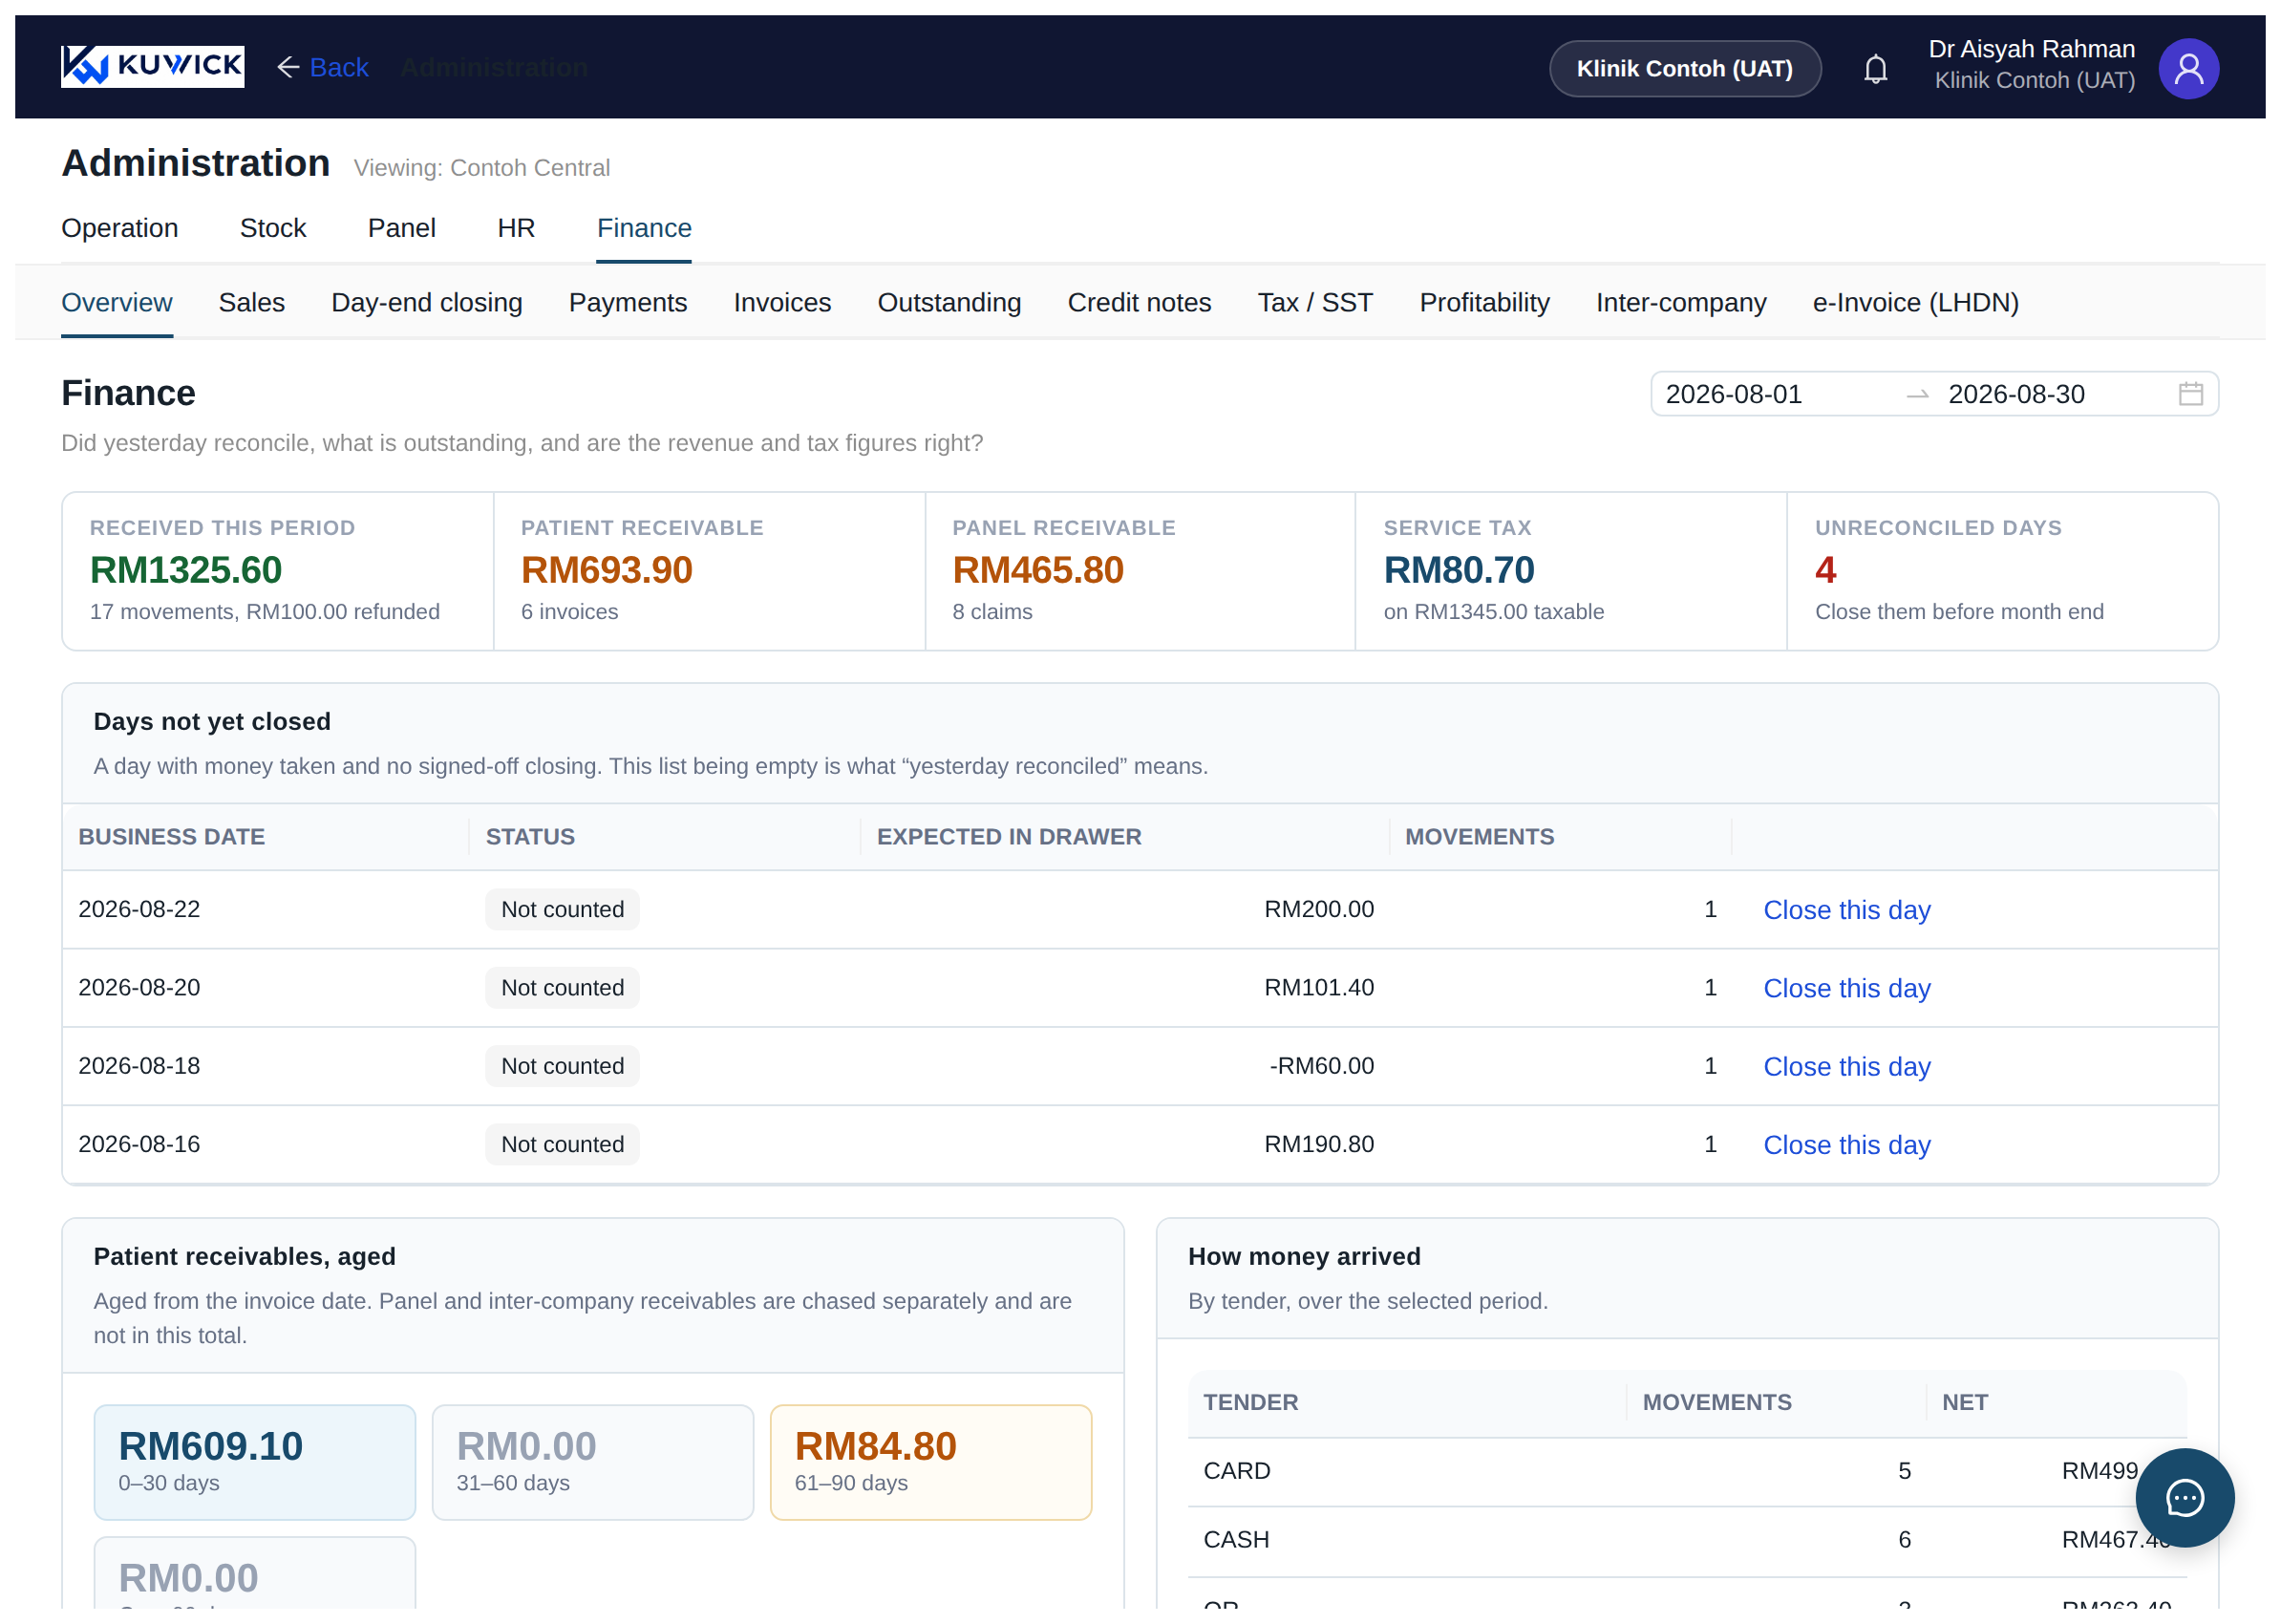 KUWICK
Back Administration
Klinik Contoh (UAT)
Dr Aisyah Rahman
Klinik Contoh (UAT)
Administration Viewing: Contoh Central
Operation Stock Panel HR Finance
Overview Sales Day-end closing Payments Invoices Outstanding Credit notes Tax / SST Profitability Inter-company e-Invoice (LHDN)
Finance
2026-08-01 2026-08-30
Did yesterday reconcile, what is outstanding, and are the revenue and tax figures right?
RECEIVED THIS PERIOD
RM1325.60
17 movements, RM100.00 refunded
PATIENT RECEIVABLE
RM693.90
6 invoices
PANEL RECEIVABLE
RM465.80
8 claims
SERVICE TAX
RM80.70
on RM1345.00 taxable
UNRECONCILED DAYS
4
Close them before month end
Days not yet closed
A day with money taken and no signed-off closing. This list being empty is what “yesterday reconciled” means.
BUSINESS DATE STATUS EXPECTED IN DRAWER MOVEMENTS
2026-08-22 Not counted RM200.00 1 Close this day
2026-08-20 Not counted RM101.40 1 Close this day
2026-08-18 Not counted -RM60.00 1 Close this day
2026-08-16 Not counted RM190.80 1 Close this day
Patient receivables, aged
Aged from the invoice date. Panel and inter-company receivables are chased separately and are
not in this total.
RM609.10
0–30 days
RM0.00
31–60 days
RM84.80
61–90 days
RM0.00
How money arrived
By tender, over the selected period.
TENDER MOVEMENTS NET
CARD 5 RM499
CASH 6 RM467.4